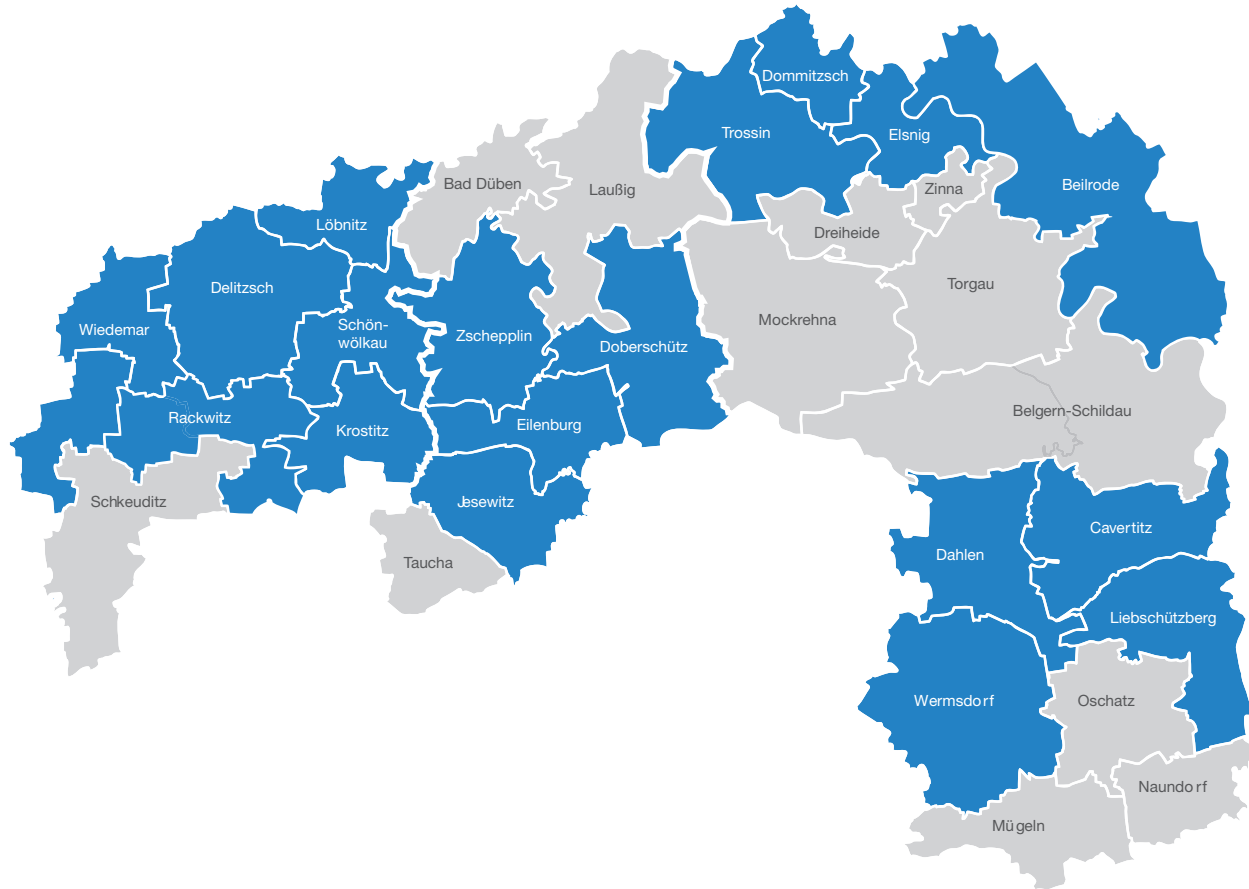 Dommitzsch
Trossin
Elsnig
Bad Düben
Laußig
Zinna
Beilrode
Löbnitz
Dreiheide
Delitzsch
Torgau
Wiedemar
Schön-
wölkau
Zschepplin
Doberschütz
Mockrehna
Rackwitz
Krostitz
Eilenburg
Belgern-Schildau
Schkeuditz
Jesewitz
Cavertitz
Taucha
Dahlen
Liebschützberg
Wermsdorf
Oschatz
Naundorf
Mügeln